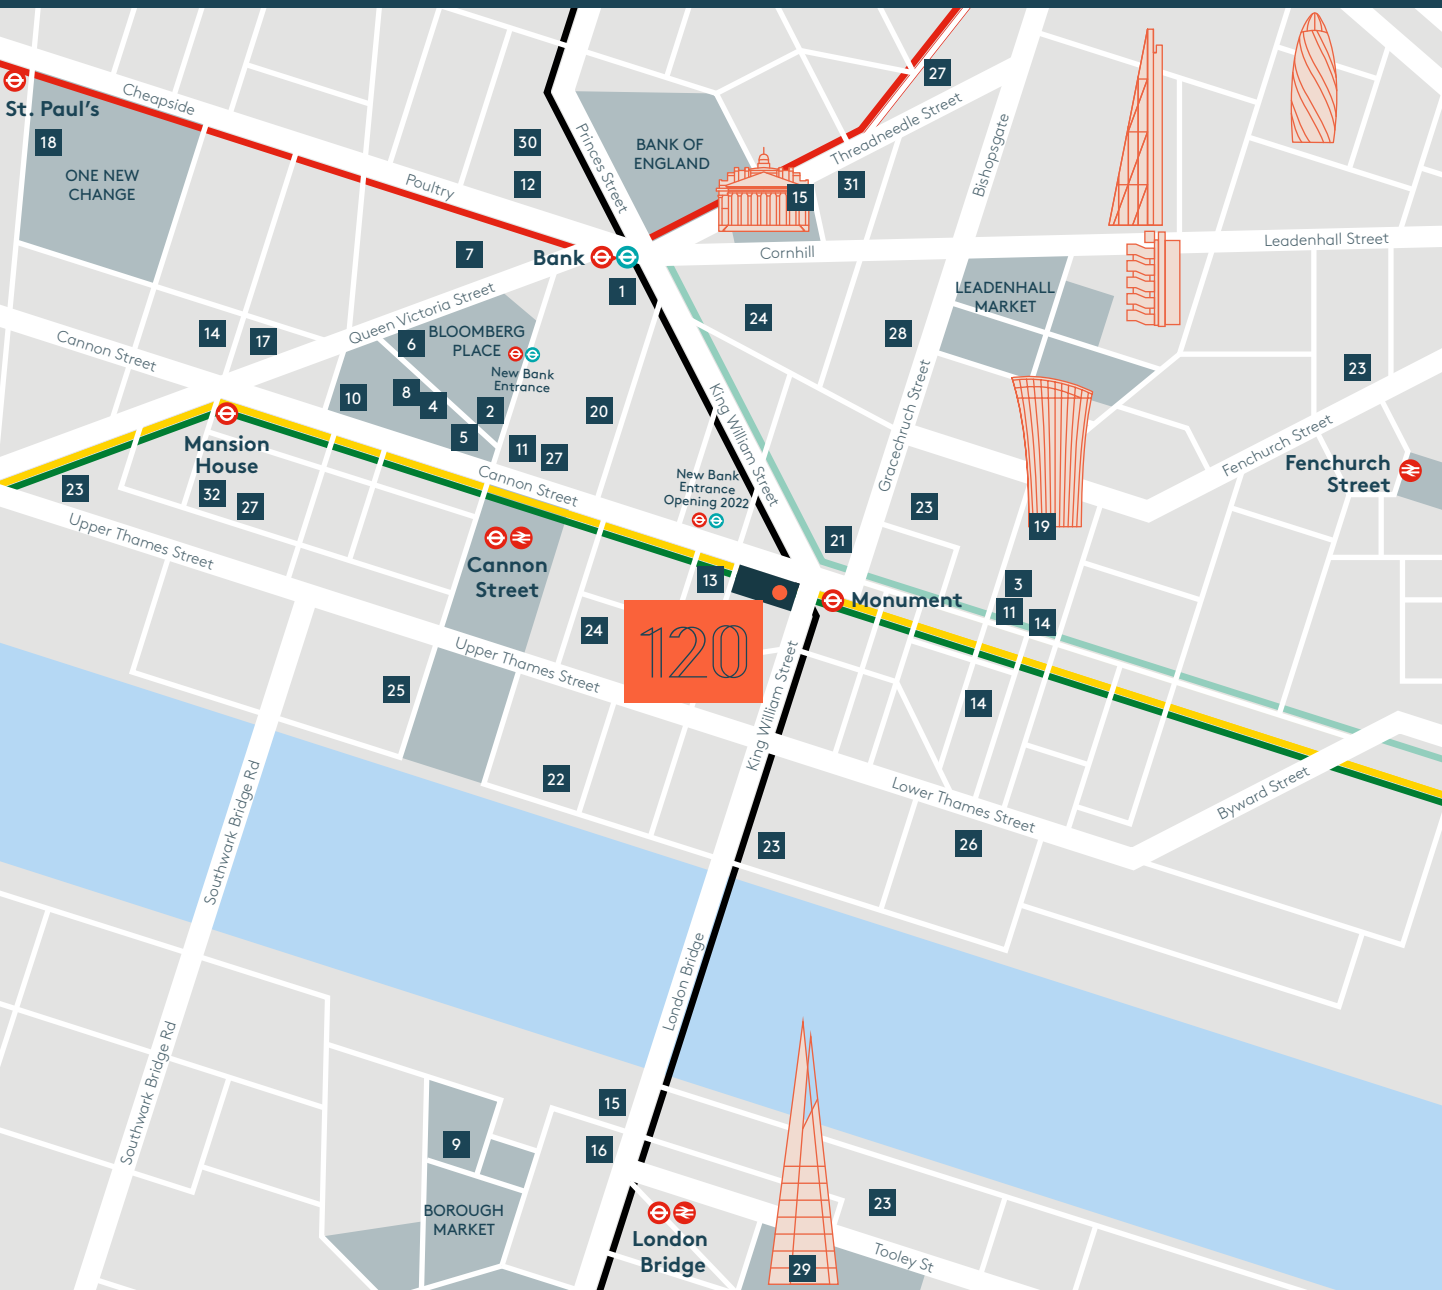 27
Cheapside
St. Paul's
18
ONE NEW
CHANGE
30
12
Princes Street
BANK OF
ENGLAND
Threadneedle Street
Bishopsgate
15
31
Poultry
7
Bank
1
Cornhill
Leadenhall Street
LEADENHALL
MARKET
Queen Victoria Street
Cannon Street
14
17
6
BLOOMBERG
PLACE
New Bank
Entrance
24
28
23
10
8
4
2
5
11
27
20
King William Street
Gracechruch Street
Fenchurch Street
Fenchurch
Street
Mansion
House
23
32
27
Cannon Street
New Bank
Entrance
Opening 2022
23
19
Upper Thames Street
Cannon
Street
21
13
Monument
3
11
14
120
24
Upper Thames Street
25
King William Street
14
22
Lower Thames Street
Byward Street
23
26
Southwark Bridge Rd
London Bridge
Southwark Bridge Rd
15
16
9
BOROUGH
MARKET
London
Bridge
23
Tooley St
29